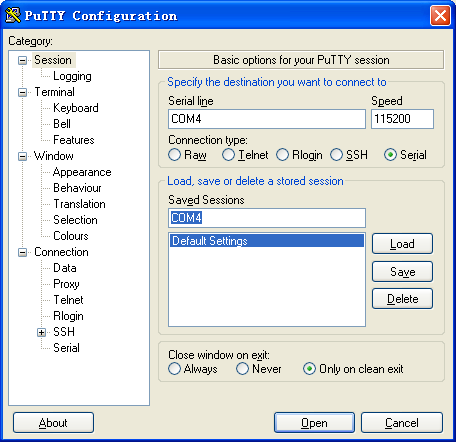 PuTTY Configuration
Category:
Session
Logging
Terminal
Keyboard
Bell
Features
Window
Appearance
Behaviour
Translation
Selection
Colours
Connection
Data
Proxy
Telnet
Rlogin
SSH
Serial
Basic options for your PuTTY session
Specify the destination you want to connect to
Serial line Speed
COM4 115200
Connection type:
Raw Telnet Rlogin SSH Serial
Load, save or delete a stored session
Saved Sessions
COM4
Default Settings
Load
Save
Delete
Close window on exit:
Always Never Only on clean exit
About Open Cancel